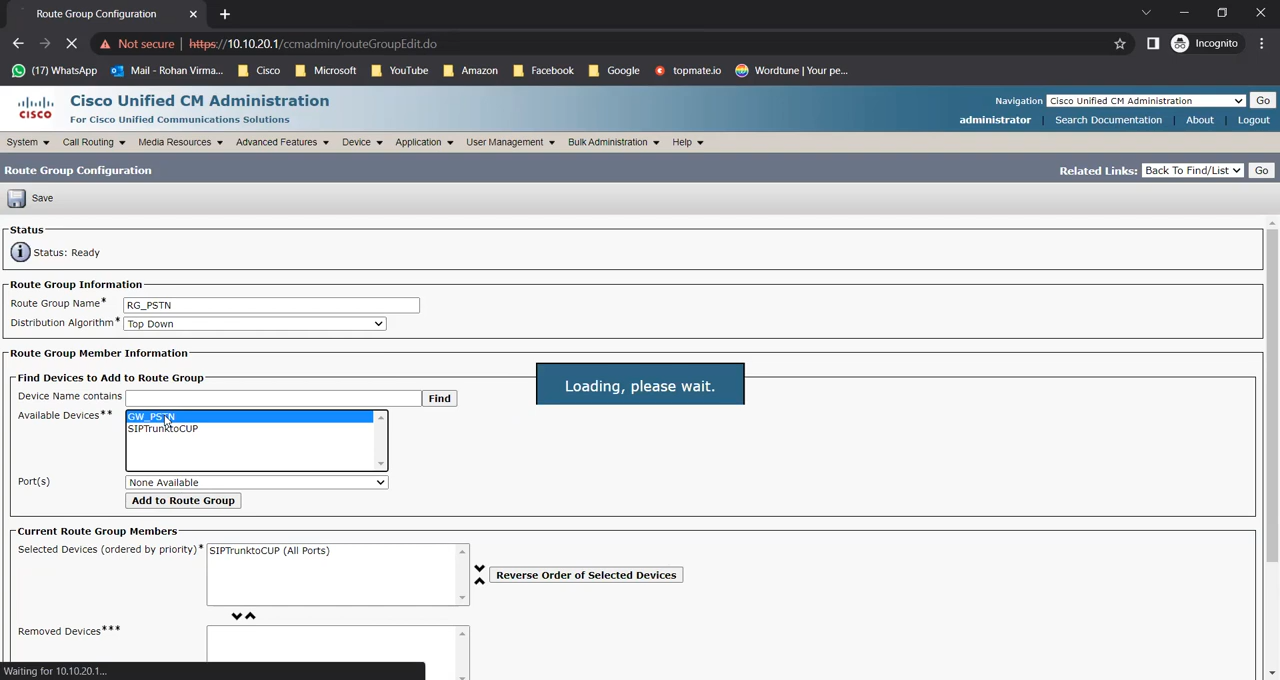 Route Group Configuration
Not secure | https://10.10.20.1/ccmadmin/routeGroupEdit.do
Incognito
(17) WhatsApp Mail - Rohan Virma... Cisco Microsoft YouTube Amazon Facebook Google topmate.io Wordtune | Your pe...
CISCO
Cisco Unified CM Administration
For Cisco Unified Communications Solutions
Navigation Cisco Unified CM Administration Go
administrator | Search Documentation | About | Logout
System Call Routing Media Resources Advanced Features Device Application User Management Bulk Administration Help
Route Group Configuration
Related Links: Back To Find/List Go
Save
Status
Status: Ready
Route Group Information
Route Group Name* RG_PSTN
Distribution Algorithm* Top Down
Route Group Member Information
Find Devices to Add to Route Group
Loading, please wait.
Device Name contains Find
Available Devices** GW_PSTN
SIPTrunktoCUP
Port(s) None Available
Add to Route Group
Current Route Group Members
Selected Devices (ordered by priority)* SIPTrunktoCUP (All Ports)
Reverse Order of Selected Devices
Removed Devices***
Waiting for 10.10.20.1...